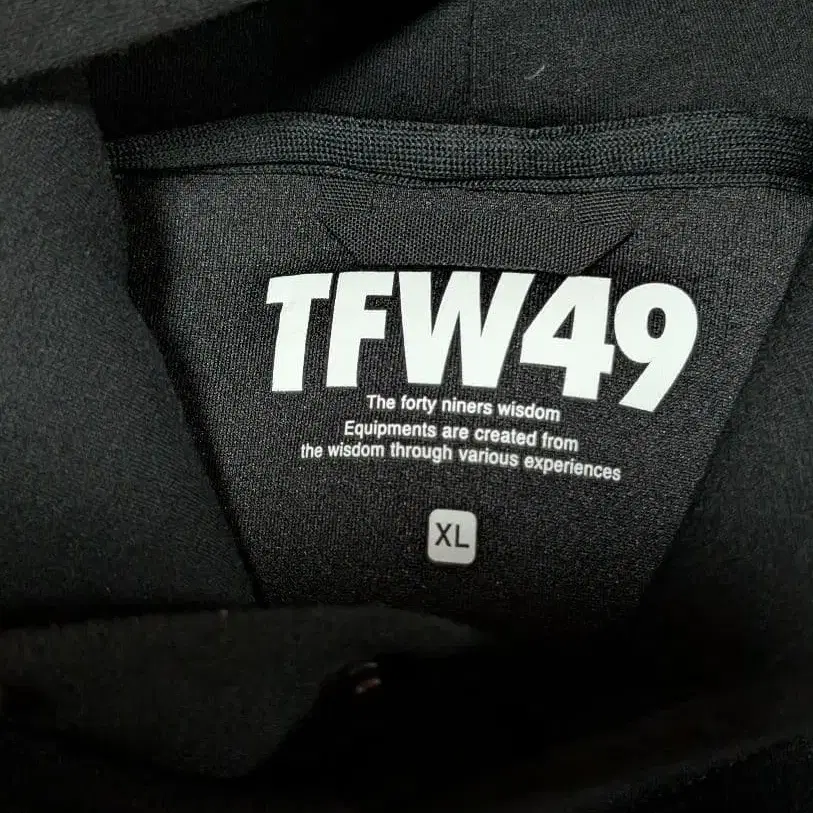 TFW49
The forty niners wisdom
Equipments are created from
the wisdom through various experiences
XL